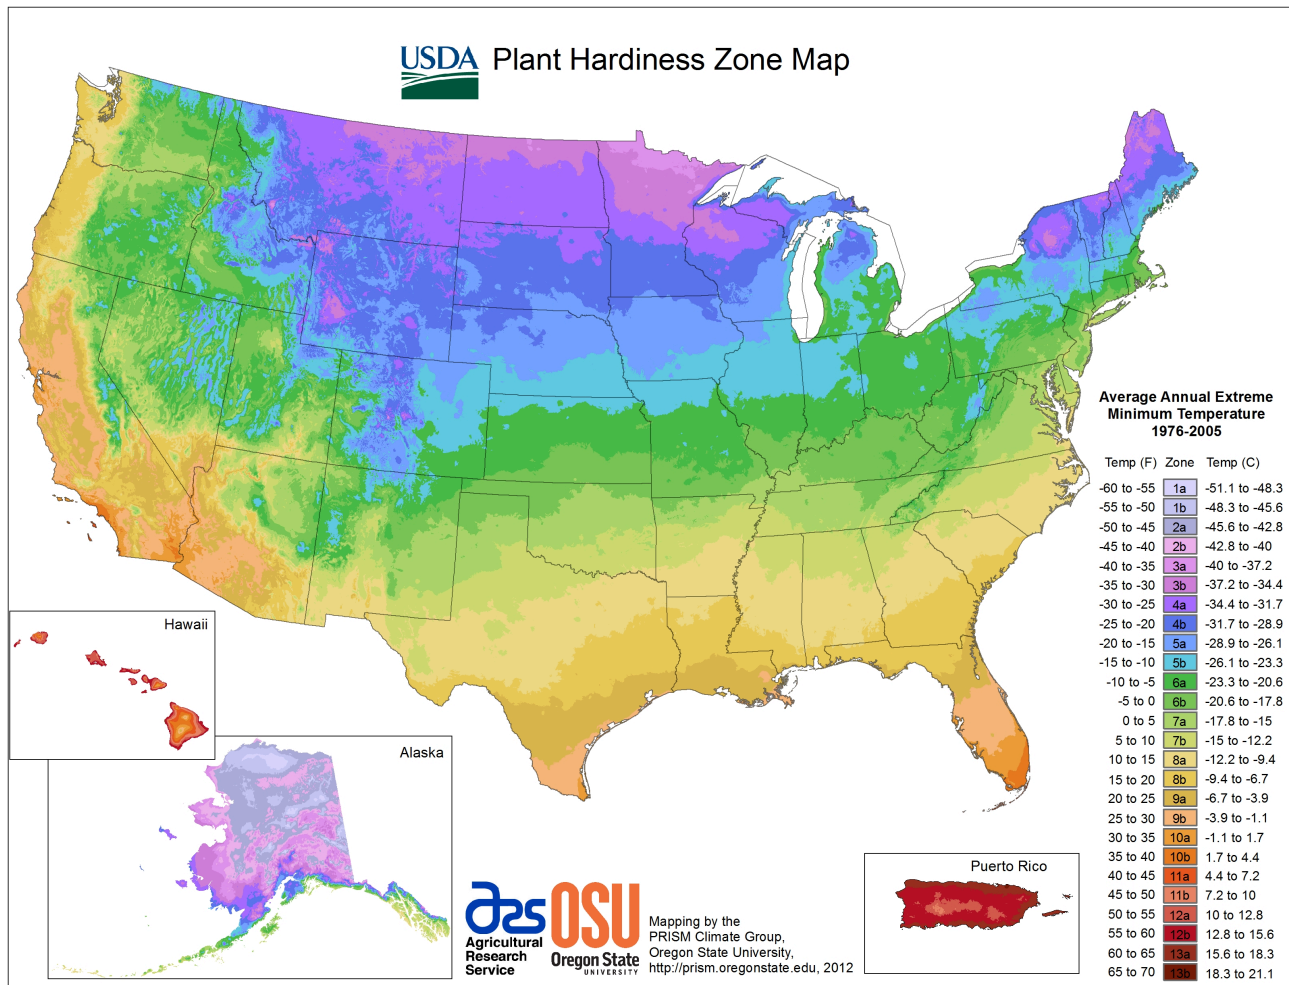 USDA Plant Hardiness Zone Map
Average Annual Extreme
Minimum Temperature
1976-2005
Temp (F) Zone Temp (C)
-60 to -55 1a -51.1 to -48.3
-55 to -50 1b -48.3 to -45.6
-50 to -45 2a -45.6 to -42.8
-45 to -40 2b -42.8 to -40
-40 to -35 3a -40 to -37.2
-35 to -30 3b -37.2 to -34.4
-30 to -25 4a -34.4 to -31.7
-25 to -20 4b -31.7 to -28.9
-20 to -15 5a -28.9 to -26.1
-15 to -10 5b -26.1 to -23.3
-10 to -5 6a -23.3 to -20.6
-5 to 0 6b -20.6 to -17.8
0 to 5 7a -17.8 to -15
5 to 10 7b -15 to -12.2
10 to 15 8a -12.2 to -9.4
15 to 20 8b -9.4 to -6.7
20 to 25 9a -6.7 to -3.9
25 to 30 9b -3.9 to -1.1
30 to 35 10a -1.1 to 1.7
35 to 40 10b 1.7 to 4.4
40 to 45 11a 4.4 to 7.2
45 to 50 11b 7.2 to 10
50 to 55 12a 10 to 12.8
55 to 60 12b 12.8 to 15.6
60 to 65 13a 15.6 to 18.3
65 to 70 13b 18.3 to 21.1
Hawaii
Alaska
Puerto Rico
ars
Agricultural
Research
Service
OSU
Oregon State
UNIVERSITY
Mapping by the
PRISM Climate Group,
Oregon State University,
http://prism.oregonstate.edu, 2012